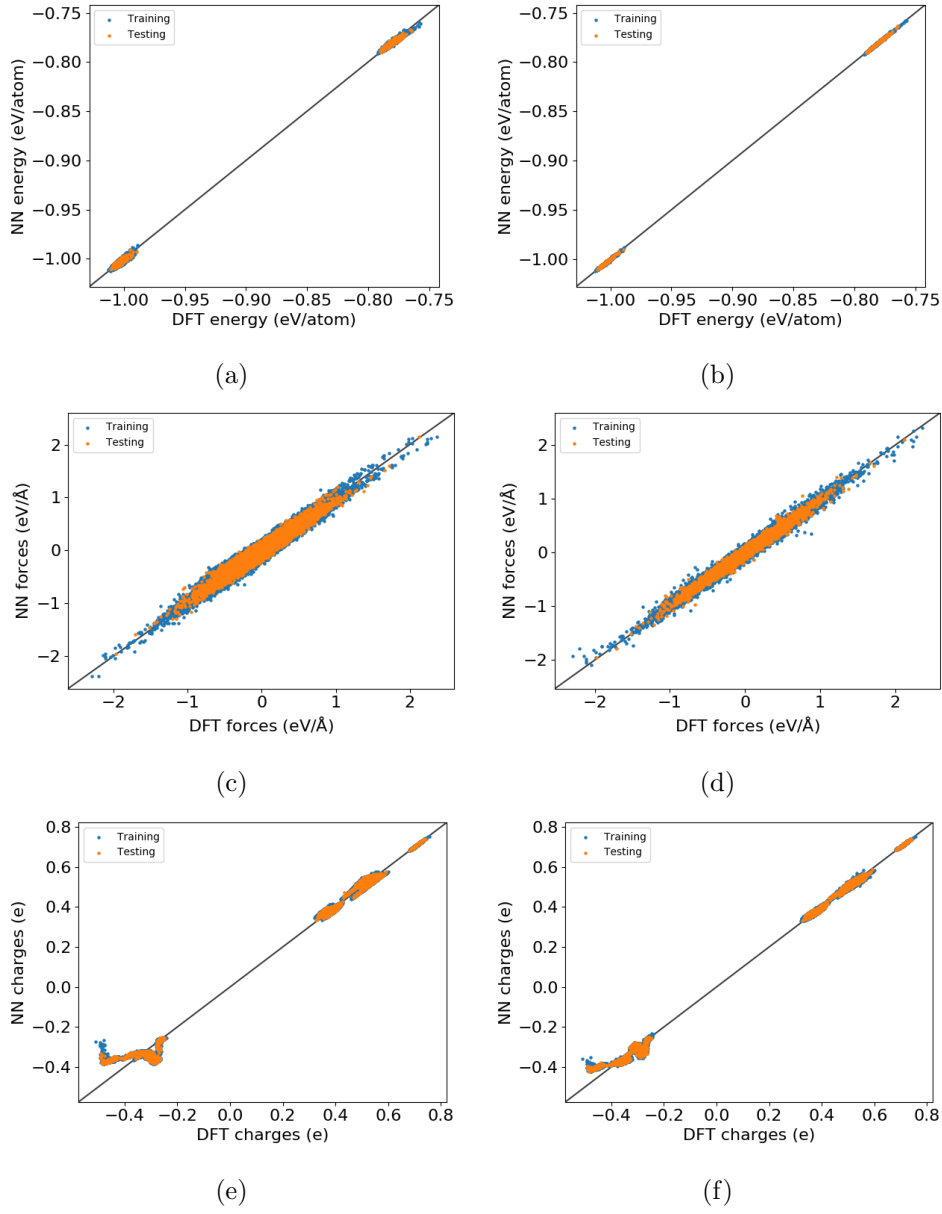 −0.75
−0.80
−0.85
−0.90
−0.95
−1.00
NN energy (eV/atom)
Training
Testing
−1.00 −0.95 −0.90 −0.85 −0.80 −0.75
DFT energy (eV/atom)
(a)
−0.75
−0.80
−0.85
−0.90
−0.95
−1.00
NN energy (eV/atom)
Training
Testing
−1.00 −0.95 −0.90 −0.85 −0.80 −0.75
DFT energy (eV/atom)
(b)
2
1
0
−1
−2
NN forces (eV/Å)
Training
Testing
−2 −1 0 1 2
DFT forces (eV/Å)
(c)
2
1
0
−1
−2
NN forces (eV/Å)
Training
Testing
−2 −1 0 1 2
DFT forces (eV/Å)
(d)
0.8
0.6
0.4
0.2
0.0
−0.2
−0.4
NN charges (e)
Training
Testing
−0.4 −0.2 0.0 0.2 0.4 0.6 0.8
DFT charges (e)
(e)
0.8
0.6
0.4
0.2
0.0
−0.2
−0.4
NN charges (e)
Training
Testing
−0.4 −0.2 0.0 0.2 0.4 0.6 0.8
DFT charges (e)
(f)